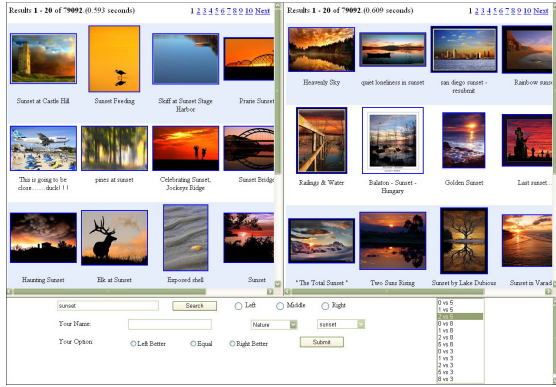 Results 1 - 20 of 79092.(0.593 seconds) 1 2 3 4 5 6 7 8 9 10 Next
Sunset at Castle Hill
Sunset Feeding
Skiff at Sunset Stage
Harbor
Prarie Sunset
This is going to be
close.......duck! ! !
pines at sunset
Celebrating Sunset,
Jockeys Ridge
Sunset Bridge
Haunting Sunset
Elk at Sunset
Exposed shell
Sunset
Results 1 - 20 of 79092.(0.609 seconds) 1 2 3 4 5 6 7 8 9 10 Next
Heavenly Sky
quiet loneliness in sunset
san diego sunset -
resubmit
Rainbow suns
Railings & Water
Balaton - Sunset -
Hungary
Golden Sunset
Last sunset...
" The Total Sunset "
Two Suns Rising
Sunset by Lake Dubious
Sunset in Varad
sunset Search Left Middle Right
Your Name: Nature sunset
Your Option: Left Better Equal Right Better Submit
0 vs 5
1 vs 5
2 vs 5
6 vs 8
1 vs 8
2 vs 8
5 vs 8
0 vs 3
1 vs 3
2 vs 3
5 vs 3
8 vs 3